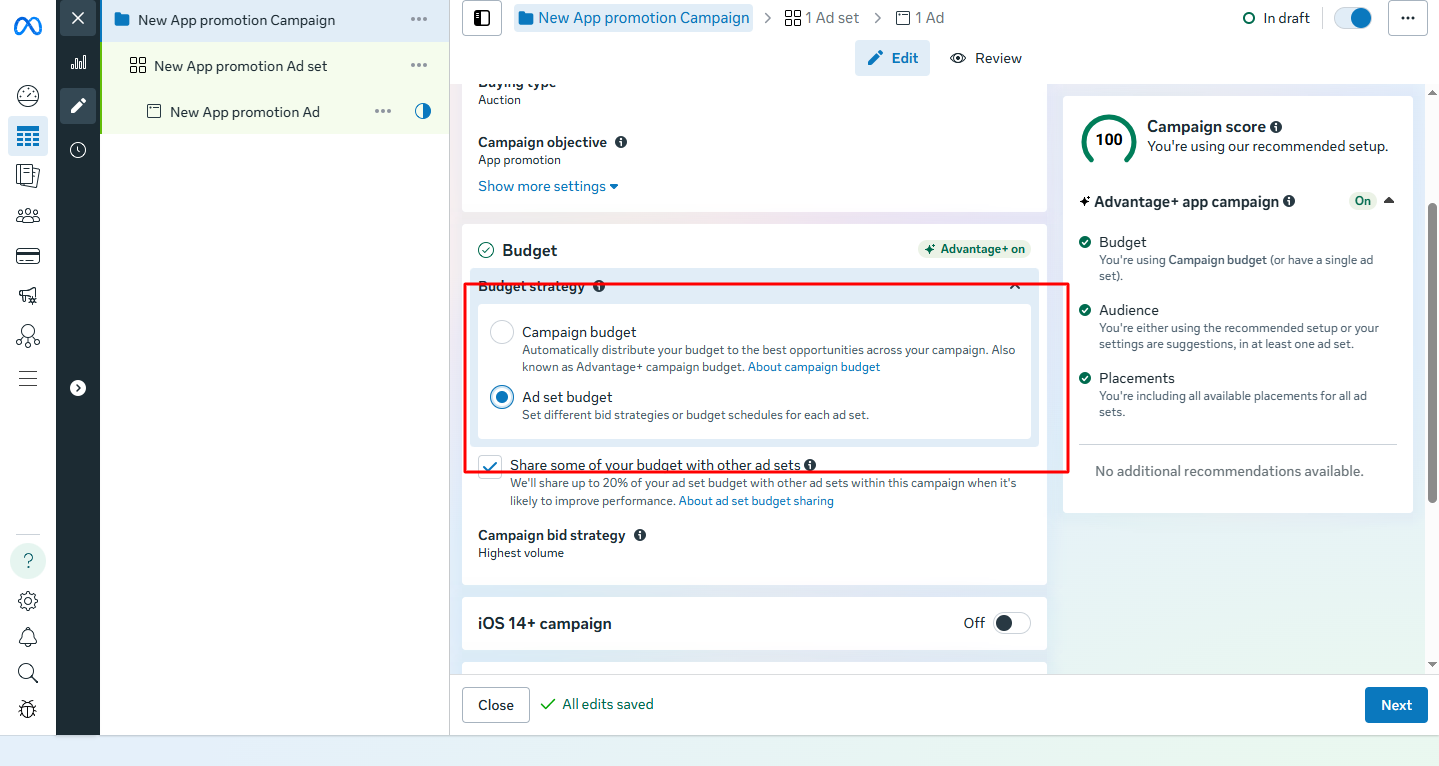 New App promotion Campaign
New App promotion Ad set
New App promotion Ad
New App promotion Campaign
1 Ad set
1 Ad
In draft
Edit
Review
Buying type
Auction
Campaign objective
App promotion
Show more settings
Budget
Advantage+ on
Budget strategy
Campaign budget
Automatically distribute your budget to the best opportunities across your campaign. Also
known as Advantage+ campaign budget. About campaign budget
Ad set budget
Set different bid strategies or budget schedules for each ad set.
Share some of your budget with other ad sets
We'll share up to 20% of your ad set budget with other ad sets within this campaign when it's
likely to improve performance. About ad set budget sharing
Campaign bid strategy
Highest volume
iOS 14+ campaign
Off
100
Campaign score
You're using our recommended setup.
Advantage+ app campaign
On
Budget
You're using Campaign budget (or have a single ad
set).
Audience
You're either using the recommended setup or your
settings are suggestions, in at least one ad set.
Placements
You're including all available placements for all ad
sets.
No additional recommendations available.
Close
All edits saved
Next